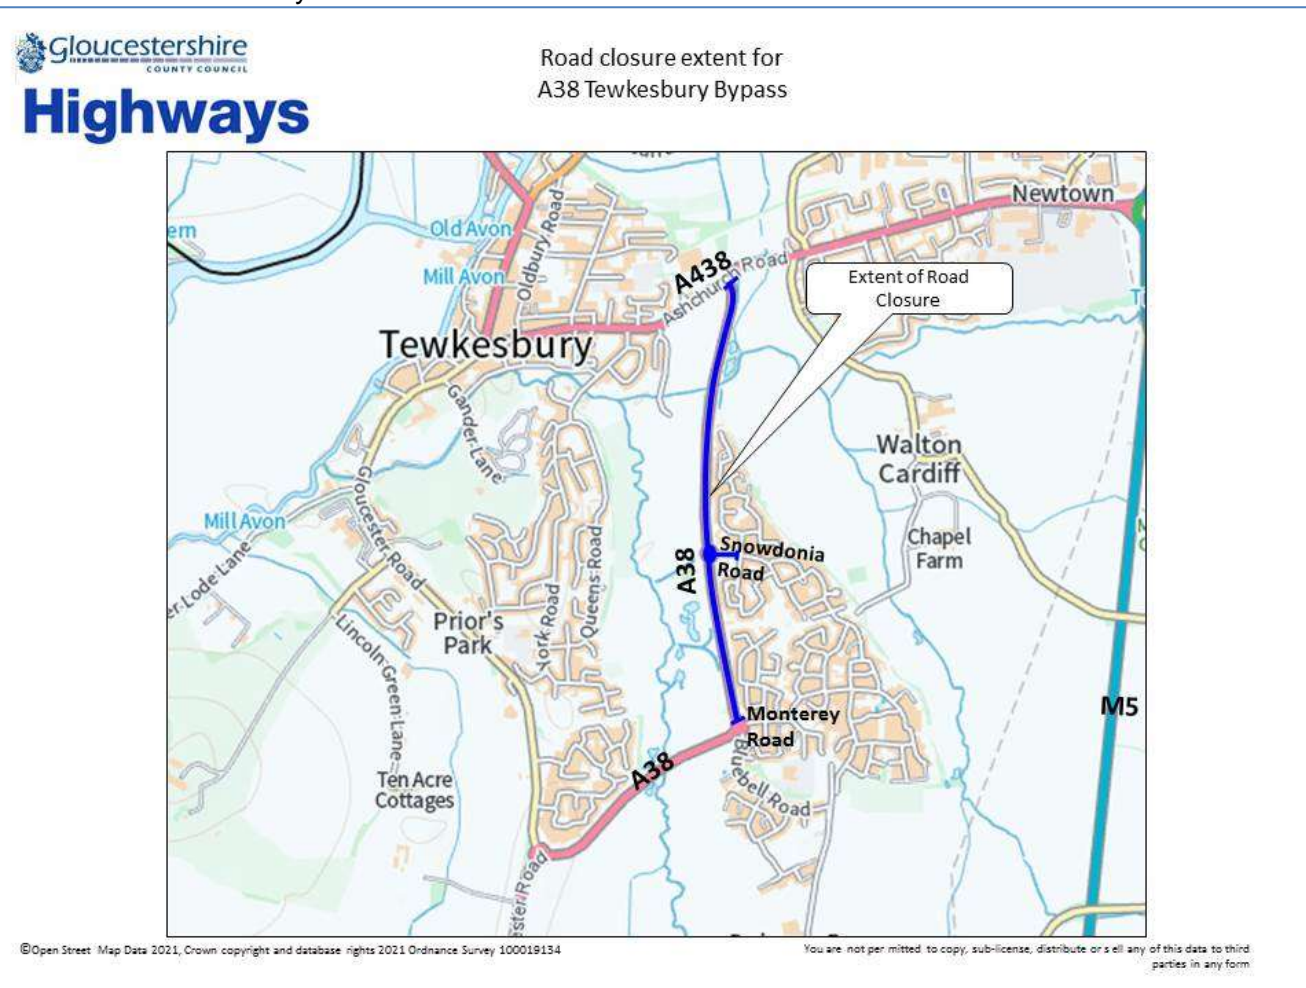 Gloucestershire
COUNTY COUNCIL
Highways
Road closure extent for
A38 Tewkesbury Bypass
Newtown
Old Avon
Oldbury Road
Mill Avon
A438
Ashchurch Road
Extent of Road
Closure
Tewkesbury
Gander Lane
Walton
Cardiff
Mill Avon
Gloucester Road
Chapel
Farm
Snowdonia
Road
A38
Queens Road
York Road
Lode Lane
Prior's
Park
Lincoln Green Lane
M5
Monterey
Road
A38
Bluebell Road
Ten Acre
Cottages
Road
©Open Street Map Data 2021, Crown copyright and database rights 2021 Ordnance Survey 100019134
You are not per mitted to copy, sub-license, distribute or s ell any of this data to third
parties in any form